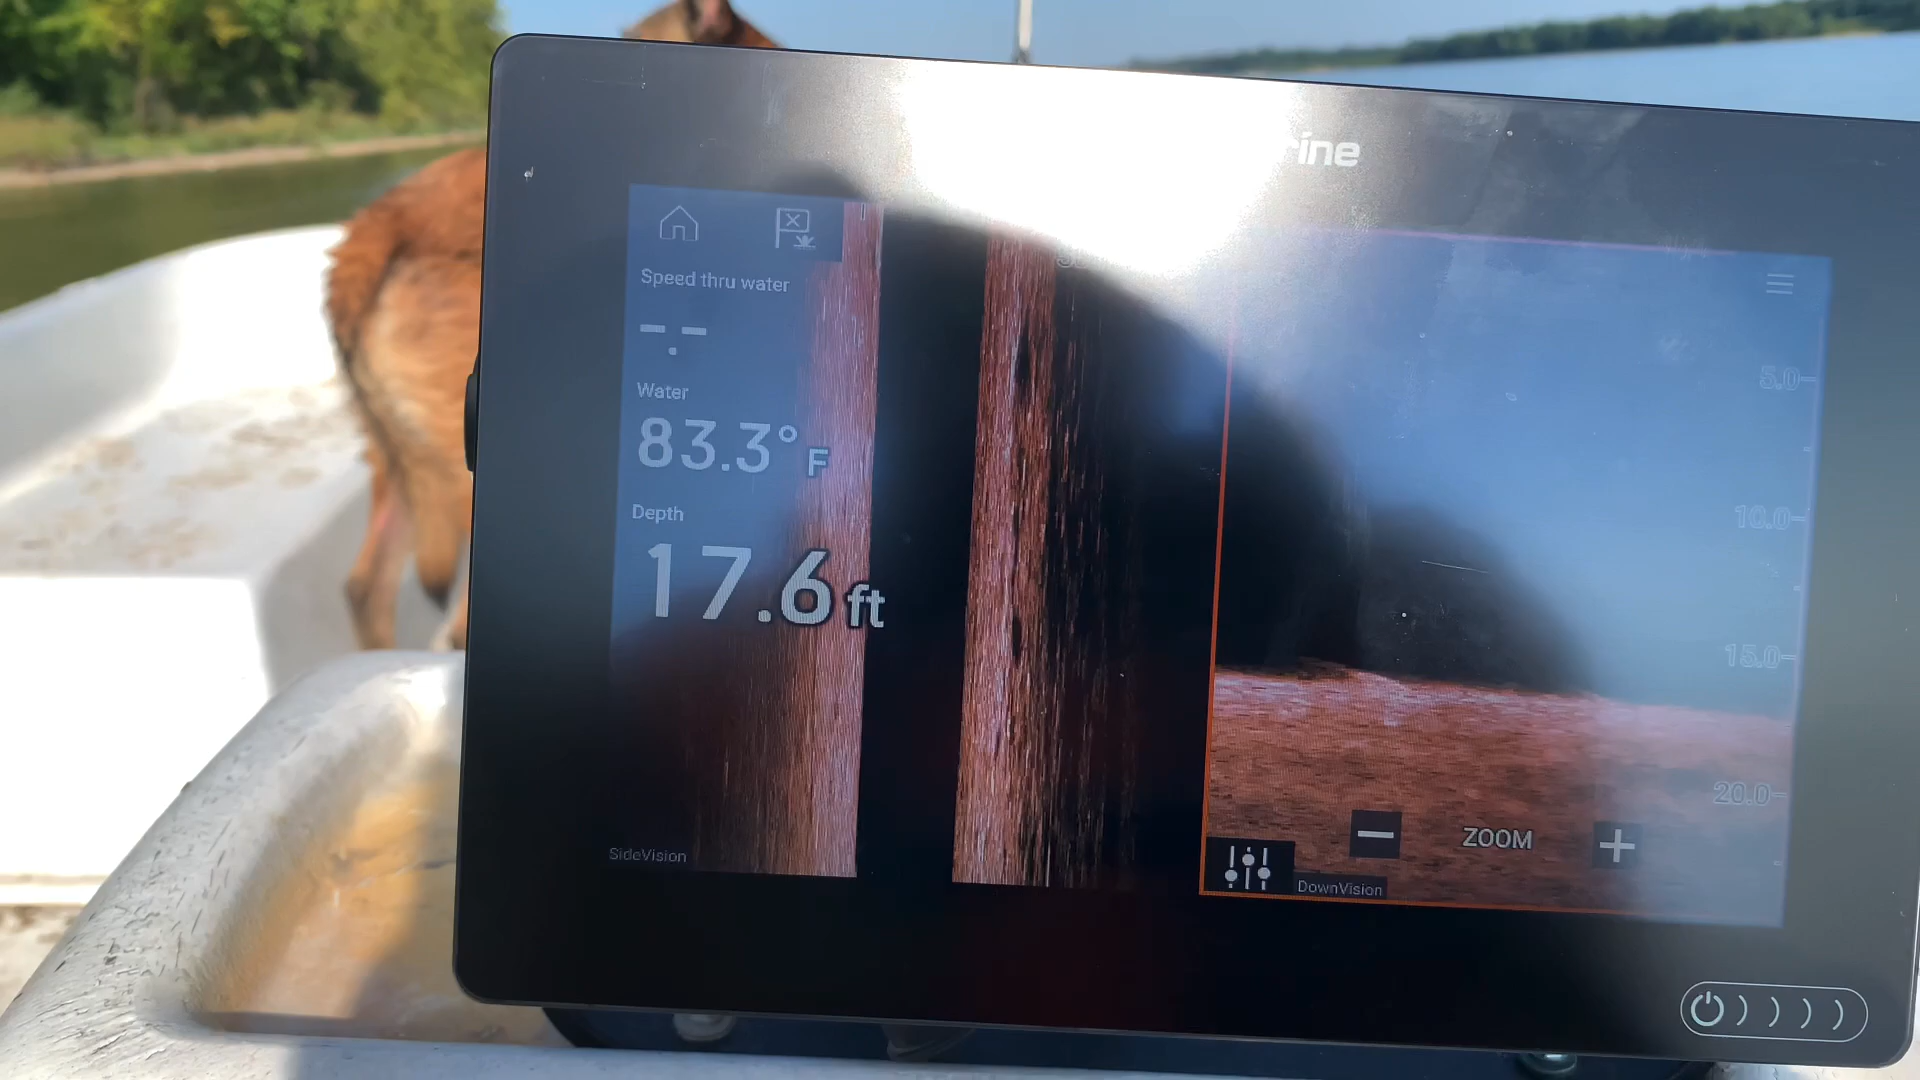 Speed thru water
-.-
Water
83.3°F
Depth
17.6 ft
5.0
10.0
15.0
20.0
ZOOM
SideVision
DownVision